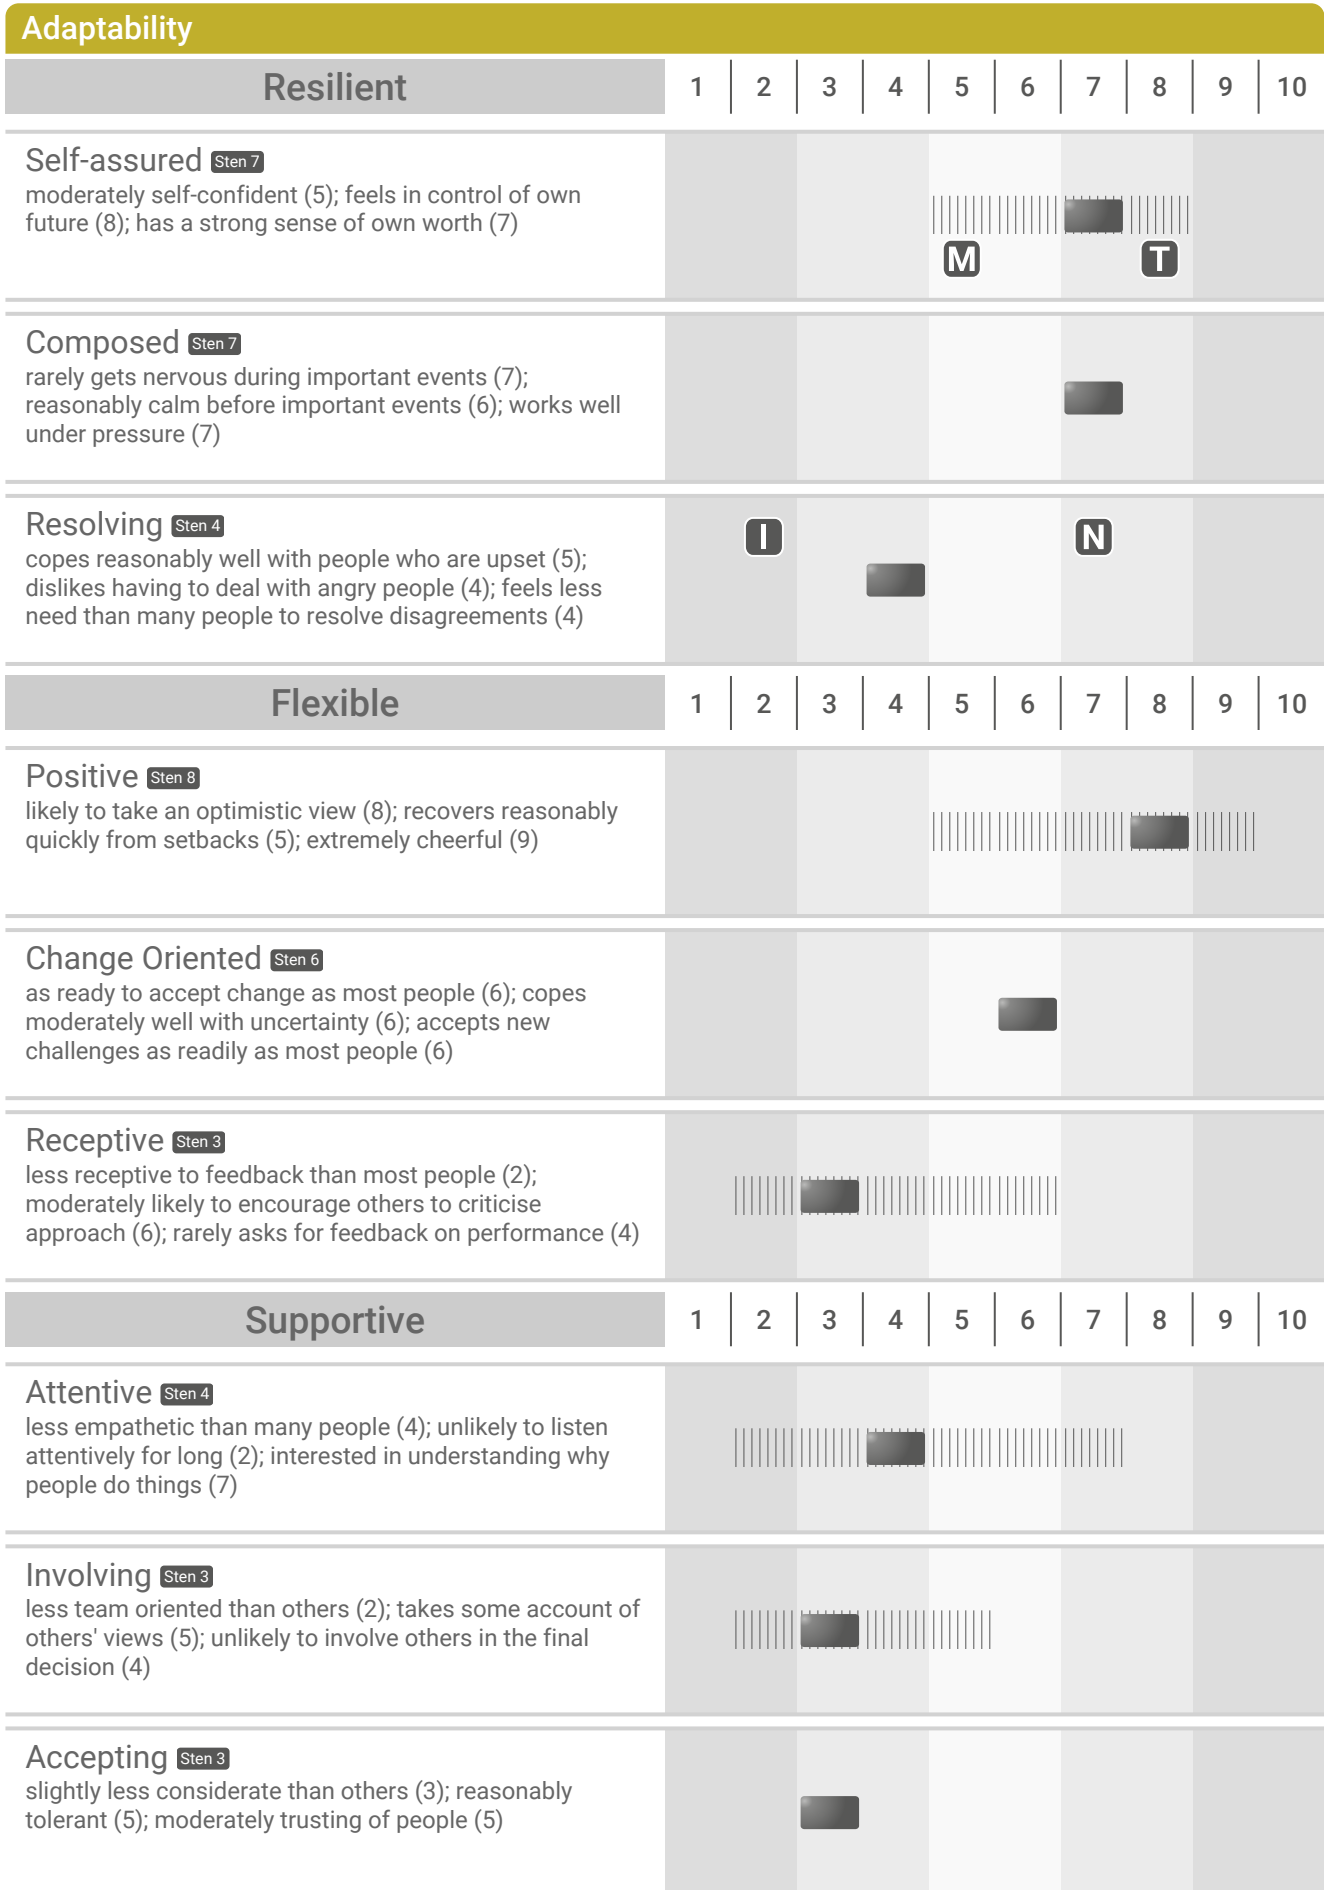 Adaptability
Resilient 1 2 3 4 5 6 7 8 9 10
Self-assured Sten 7
moderately self-confident (5); feels in control of own
future (8); has a strong sense of own worth (7)
M T
Composed Sten 7
rarely gets nervous during important events (7);
reasonably calm before important events (6); works well
under pressure (7)
Resolving Sten 4
I N
copes reasonably well with people who are upset (5);
dislikes having to deal with angry people (4); feels less
need than many people to resolve disagreements (4)
Flexible 1 2 3 4 5 6 7 8 9 10
Positive Sten 8
likely to take an optimistic view (8); recovers reasonably
quickly from setbacks (5); extremely cheerful (9)
Change Oriented Sten 6
as ready to accept change as most people (6); copes
moderately well with uncertainty (6); accepts new
challenges as readily as most people (6)
Receptive Sten 3
less receptive to feedback than most people (2);
moderately likely to encourage others to criticise
approach (6); rarely asks for feedback on performance (4)
Supportive 1 2 3 4 5 6 7 8 9 10
Attentive Sten 4
less empathetic than many people (4); unlikely to listen
attentively for long (2); interested in understanding why
people do things (7)
Involving Sten 3
less team oriented than others (2); takes some account of
others' views (5); unlikely to involve others in the final
decision (4)
Accepting Sten 3
slightly less considerate than others (3); reasonably
tolerant (5); moderately trusting of people (5)